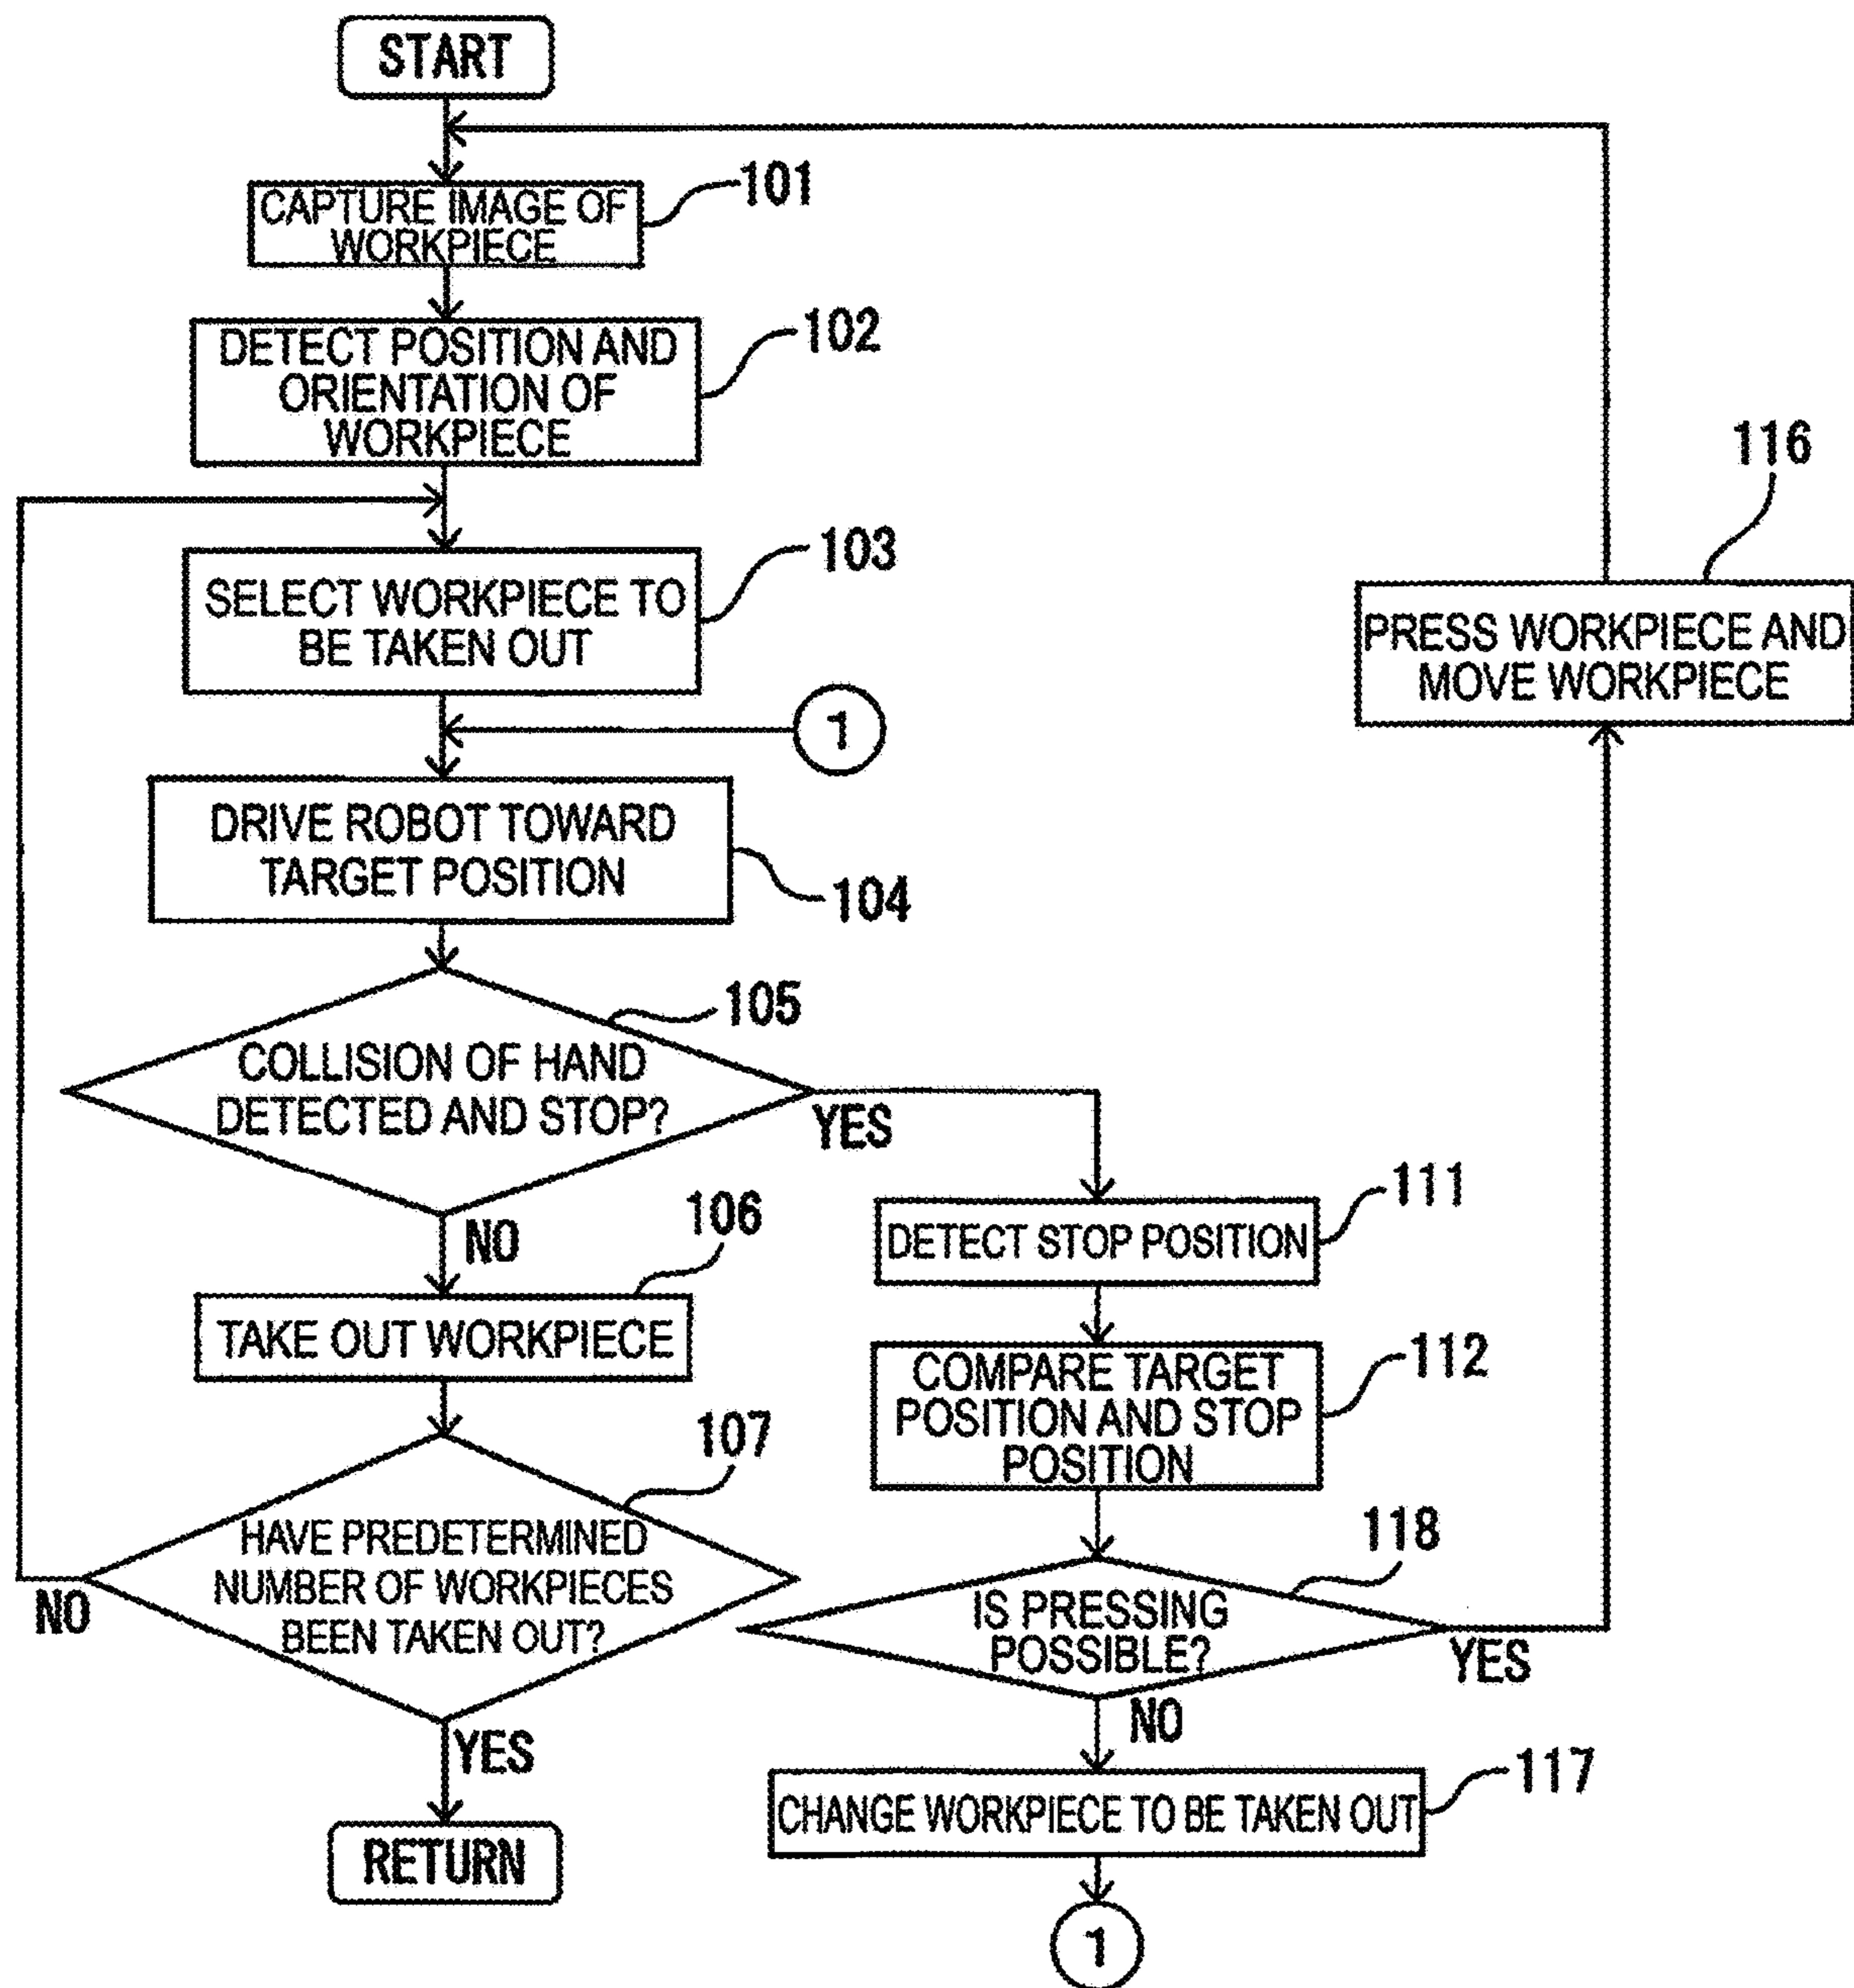 START
101
CAPTURE IMAGE OF
WORKPIECE
102
DETECT POSITION AND
ORIENTATION OF
WORKPIECE
103
SELECT WORKPIECE TO
BE TAKEN OUT
1
DRIVE ROBOT TOWARD
TARGET POSITION
104
105
COLLISION OF HAND
DETECTED AND STOP?
YES
NO
106
TAKE OUT WORKPIECE
107
HAVE PREDETERMINED
NUMBER OF WORKPIECES
BEEN TAKEN OUT?
NO
YES
RETURN
111
DETECT STOP POSITION
112
COMPARE TARGET
POSITION AND STOP
POSITION
118
IS PRESSING
POSSIBLE?
YES
NO
117
CHANGE WORKPIECE TO BE TAKEN OUT
1
116
PRESS WORKPIECE AND
MOVE WORKPIECE